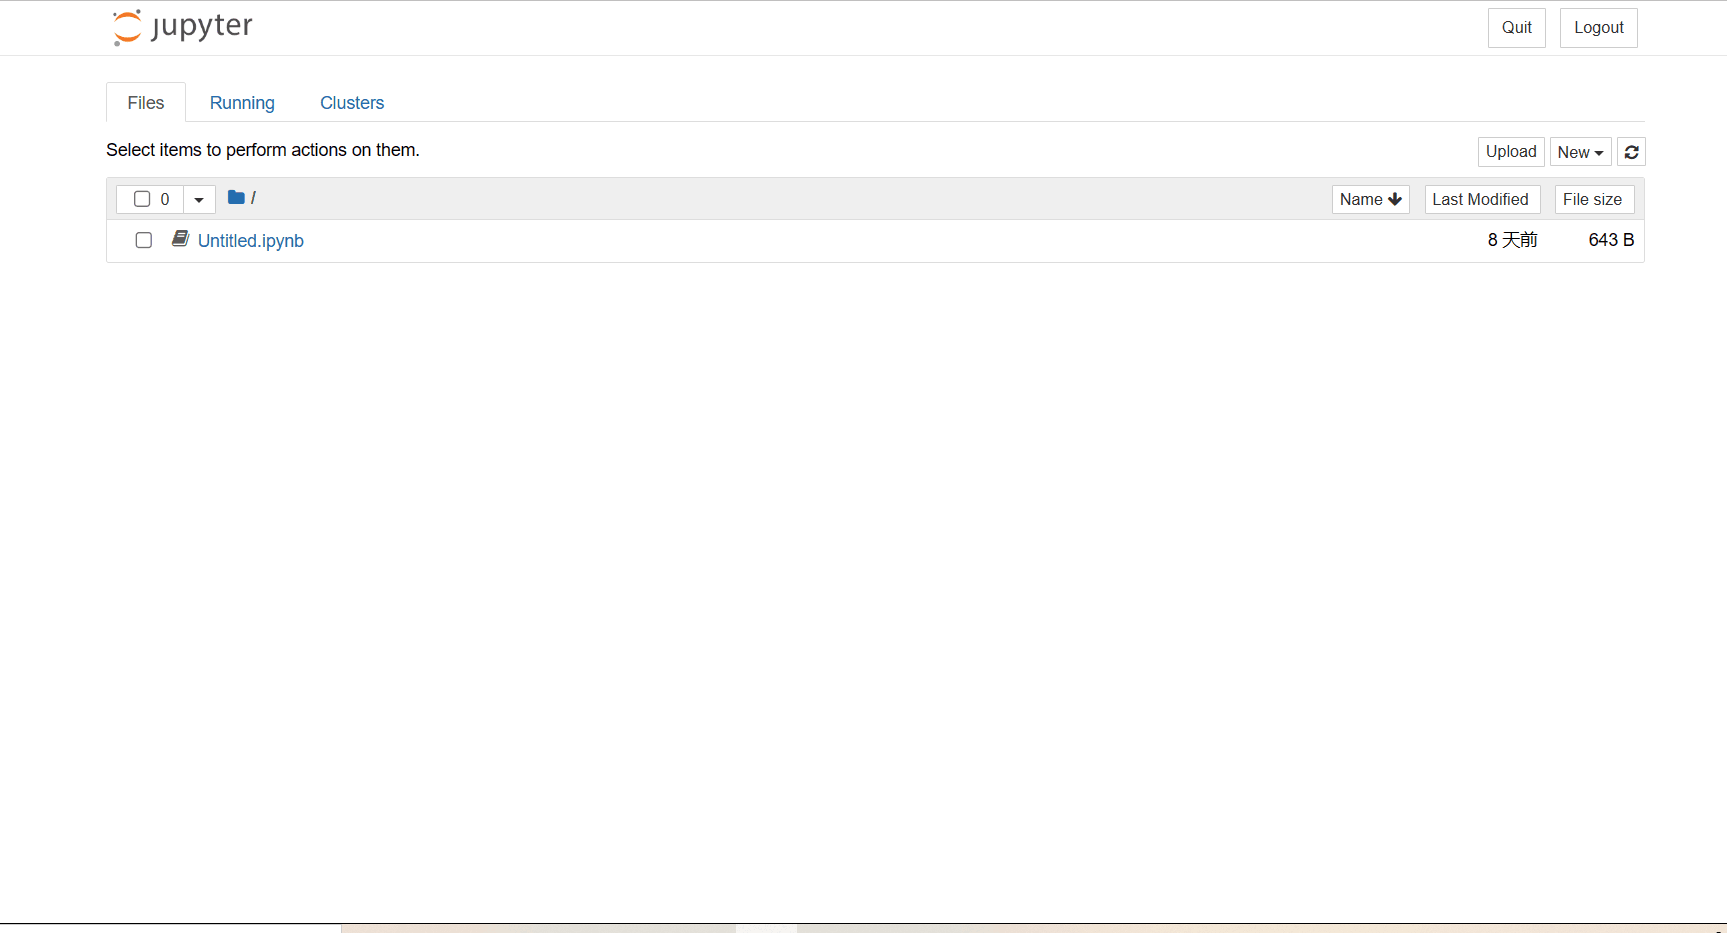 jupyter
Quit
Logout
Files
Running
Clusters
Select items to perform actions on them.
Upload
New
0
/
Name
Last Modified
File size
Untitled.ipynb
8 天前
643 B